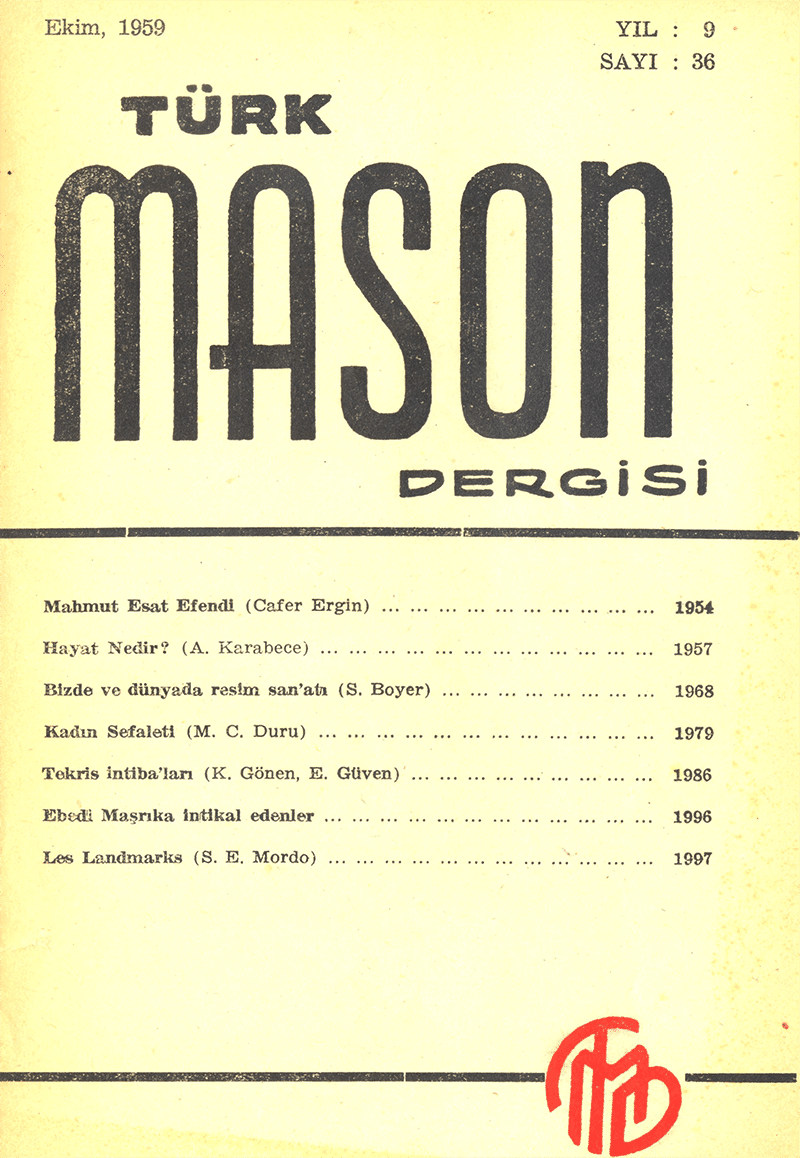 Ekim, 1959
YIL : 9
SAYI : 36
TÜRK
MASON
DERGİSİ
Mahmut Esat Efendi (Cafer Ergin) ... ... ... ... ... ... ... ... ... ... 1954
Hayat Nedir? (A. Karabece) ... ... ... ... ... ... ... ... ... ... ... ... 1957
Bizde ve dünyada resim san'atı (S. Boyer) ... ... ... ... ... ... ... ... 1968
Kadın Sefaleti (M. C. Duru) ... ... ... ... ... ... ... ... ... ... ... ... 1979
Tekris intiba'ları (K. Gönen, E. Güven) ... ... ... ... ... ... ... ... ... 1986
Ebedi Maşrıka intikal edenler ... ... ... ... ... ... ... ... ... ... ... ... 1996
Les Landmarks (S. E. Mordo) ... ... ... ... ... ... ... ... ... ... ... ... 1997
TMD